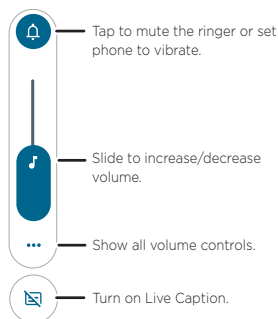 Tap to mute the ringer or set
phone to vibrate.
Slide to increase/decrease
volume.
Show all volume controls.
Turn on Live Caption.